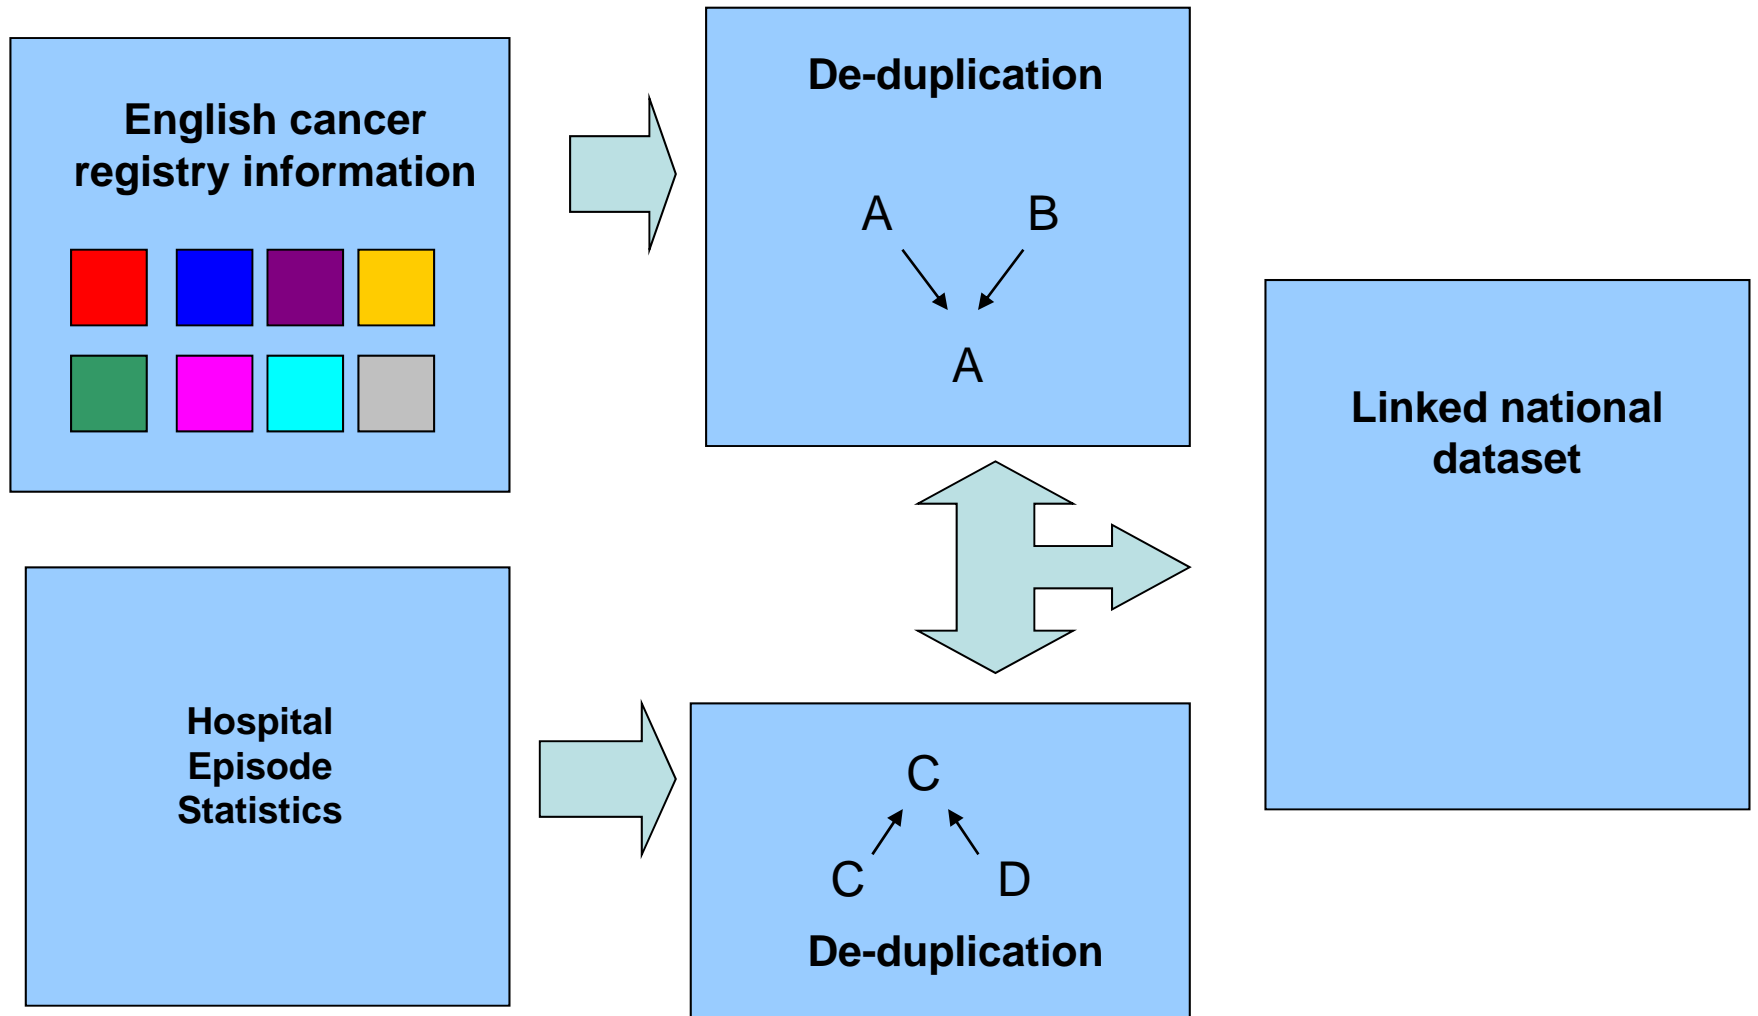 English cancer
registry information
De-duplication
A B
A
Linked national
dataset
Hospital
Episode
Statistics
C
C D
De-duplication